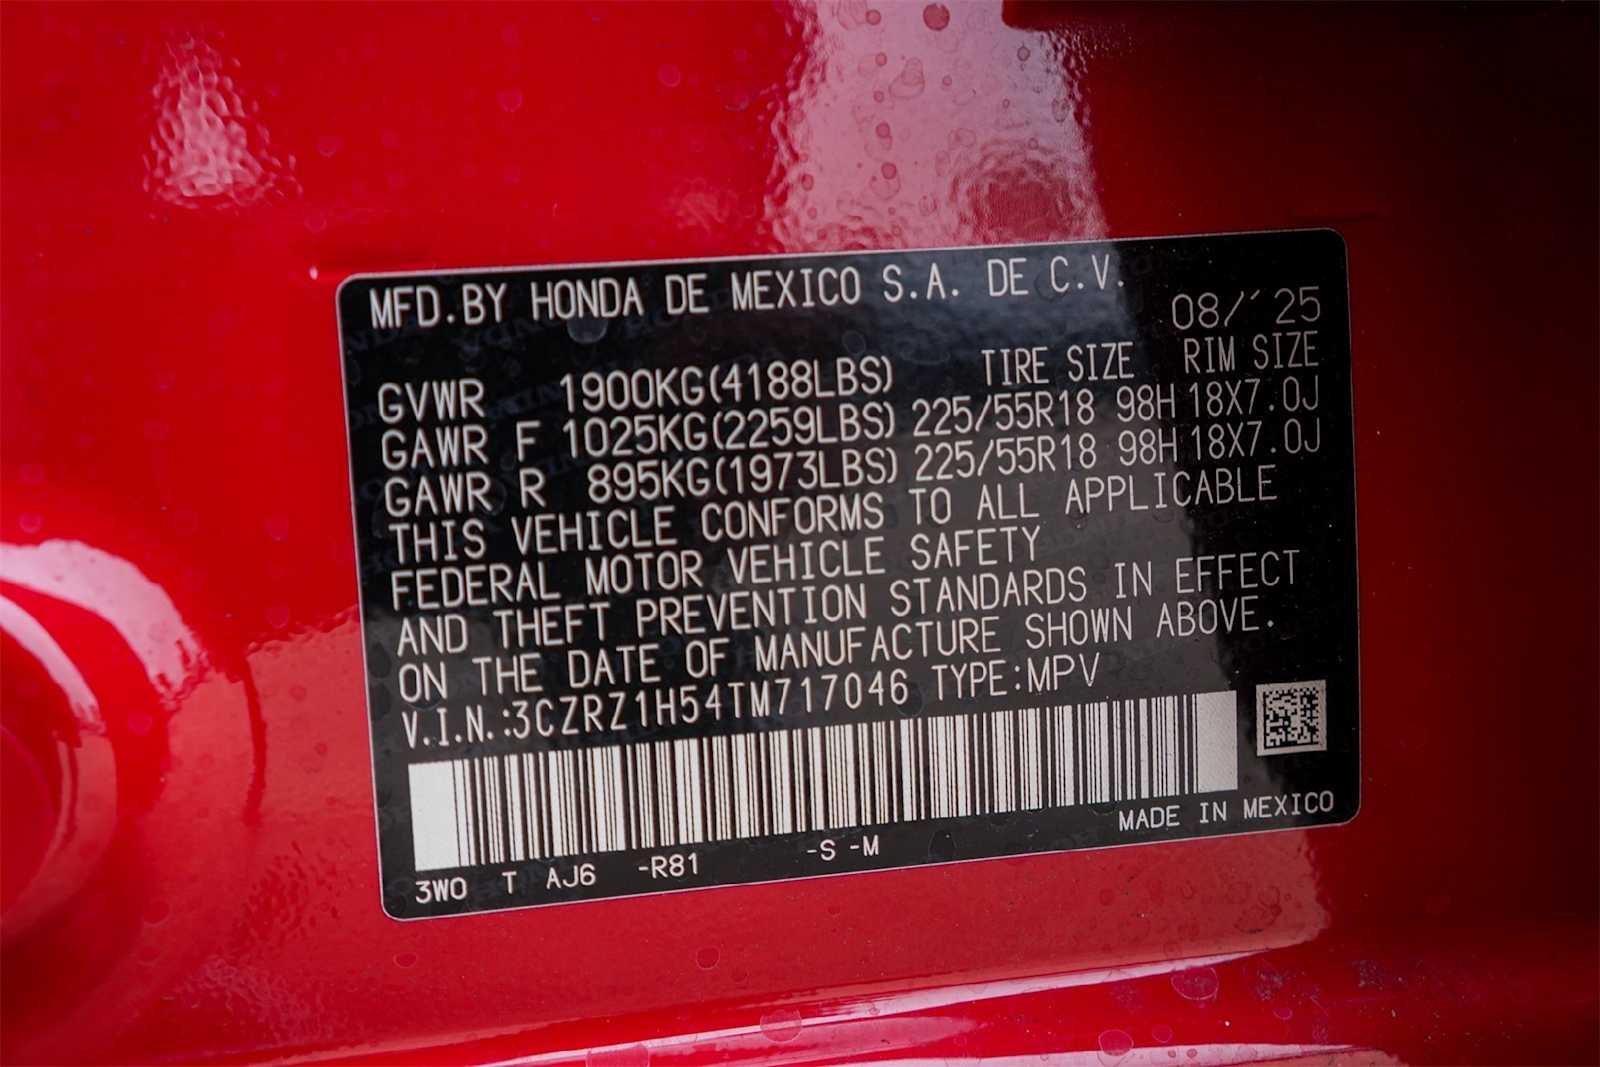 MFD.BY HONDA DE MEXICO S.A. DE C.V.
08/´25
TIRE SIZE RIM SIZE
GVWR 1900KG(4188LBS)
GAWR F 1025KG(2259LBS) 225/55R18 98H 18X7.0J
GAWR R 895KG(1973LBS) 225/55R18 98H 18X7.0J
THIS VEHICLE CONFORMS TO ALL APPLICABLE
FEDERAL MOTOR VEHICLE SAFETY
AND THEFT PREVENTION STANDARDS IN EFFECT
ON THE DATE OF MANUFACTURE SHOWN ABOVE.
V.I.N.:3CZRZ1H54TM717046 TYPE:MPV
MADE IN MEXICO
3W0 T AJ6 -R81 -S -M